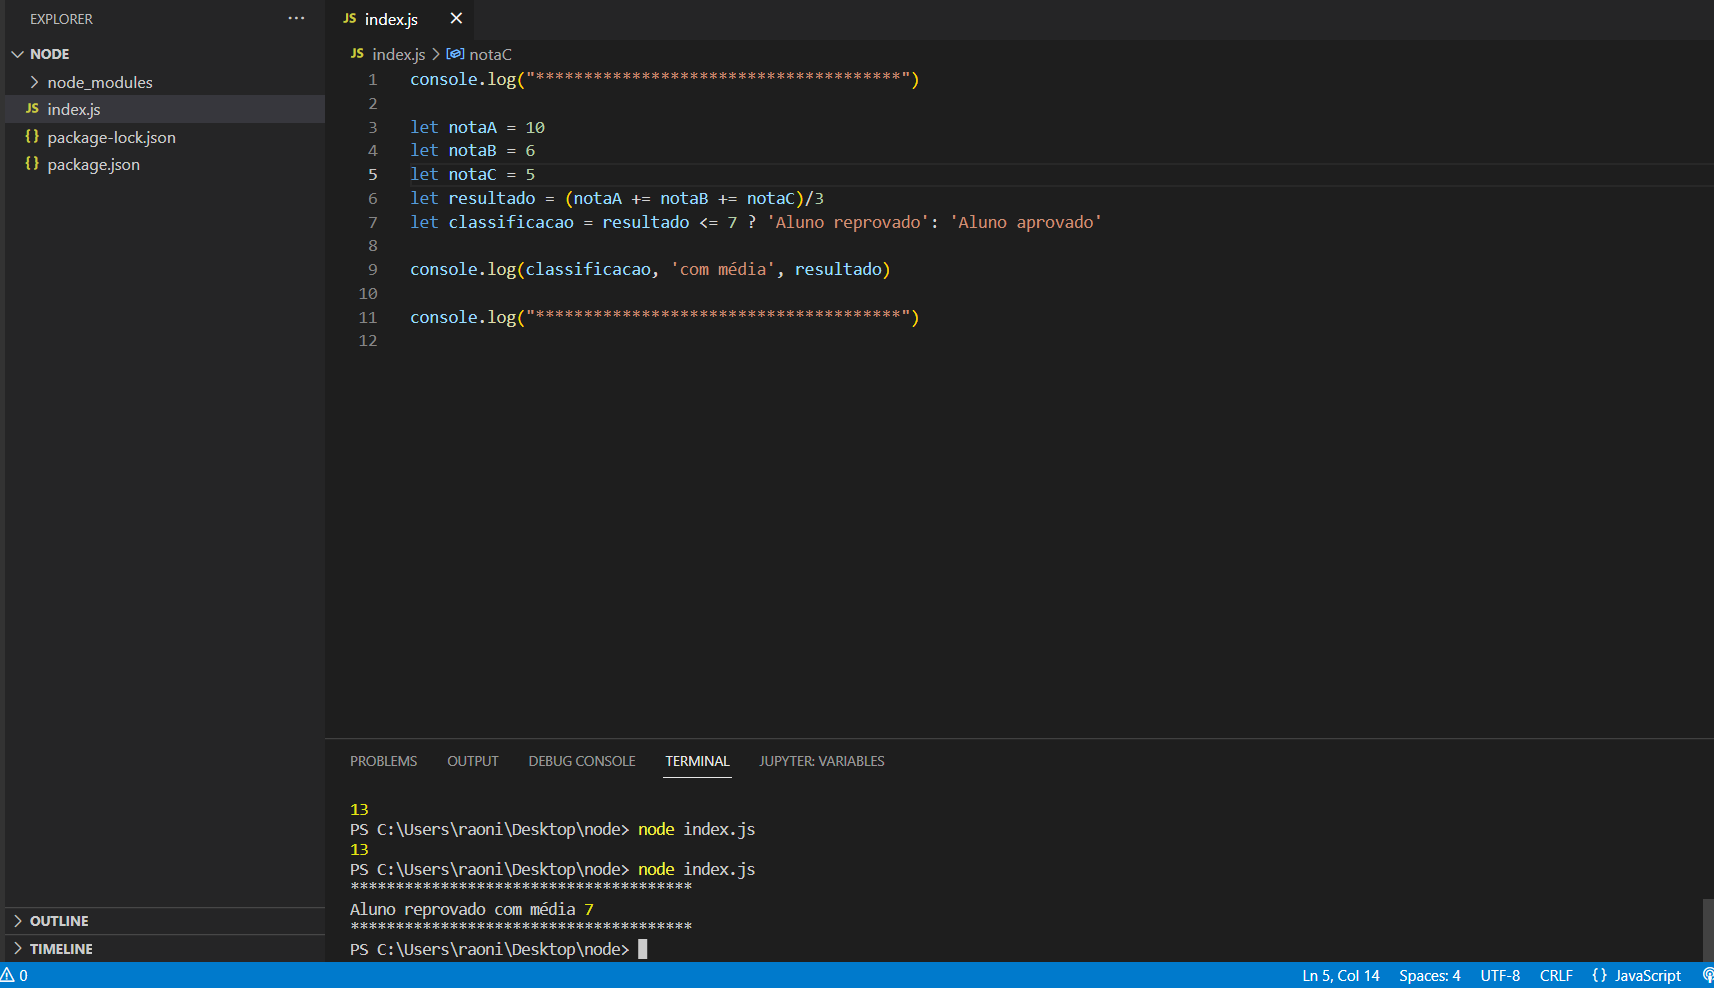 EXPLORER
NODE
node_modules
JS index.js
{} package-lock.json
{} package.json
OUTLINE
TIMELINE
JS index.js
JS index.js > notaC
1 console.log("**************************************")
2
3 let notaA = 10
4 let notaB = 6
5 let notaC = 5
6 let resultado = (notaA += notaB += notaC)/3
7 let classificacao = resultado <= 7 ? 'Aluno reprovado': 'Aluno aprovado'
8
9 console.log(classificacao, 'com média', resultado)
10
11 console.log("**************************************")
12
PROBLEMS OUTPUT DEBUG CONSOLE TERMINAL JUPYTER: VARIABLES
13
PS C:\Users\raoni\Desktop\node> node index.js
13
PS C:\Users\raoni\Desktop\node> node index.js
**************************************
Aluno reprovado com média 7
**************************************
PS C:\Users\raoni\Desktop\node>
0 Ln 5, Col 14 Spaces: 4 UTF-8 CRLF {} JavaScript